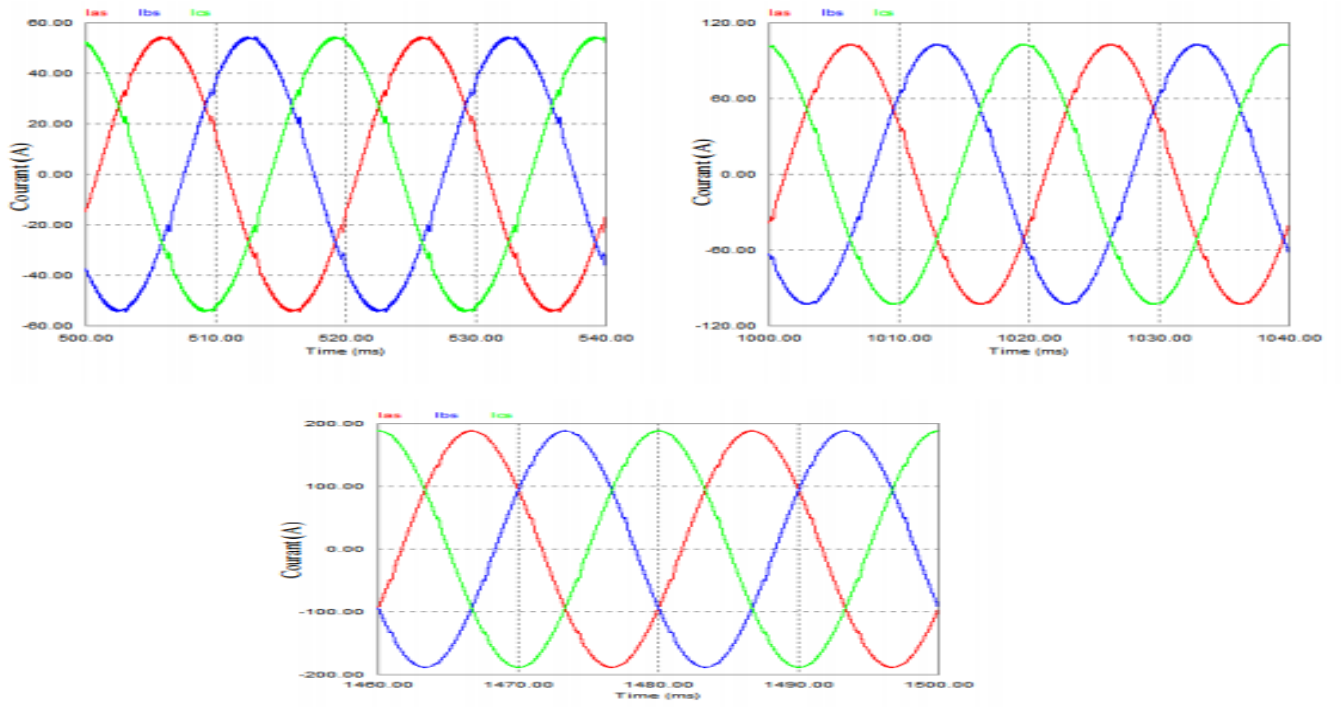 Ias Ibs Ics
60.00
40.00
20.00
0.00
-20.00
-40.00
-60.00
Courant (A)
500.00 510.00 520.00 530.00 540.00
Time (ms)
Ias Ibs Ics
120.00
60.00
0.00
-60.00
-120.00
Courant (A)
1000.00 1010.00 1020.00 1030.00 1040.00
Time (ms)
Ias Ibs Ics
200.00
100.00
0.00
-100.00
-200.00
Courant (A)
1460.00 1470.00 1480.00 1490.00 1500.00
Time (ms)